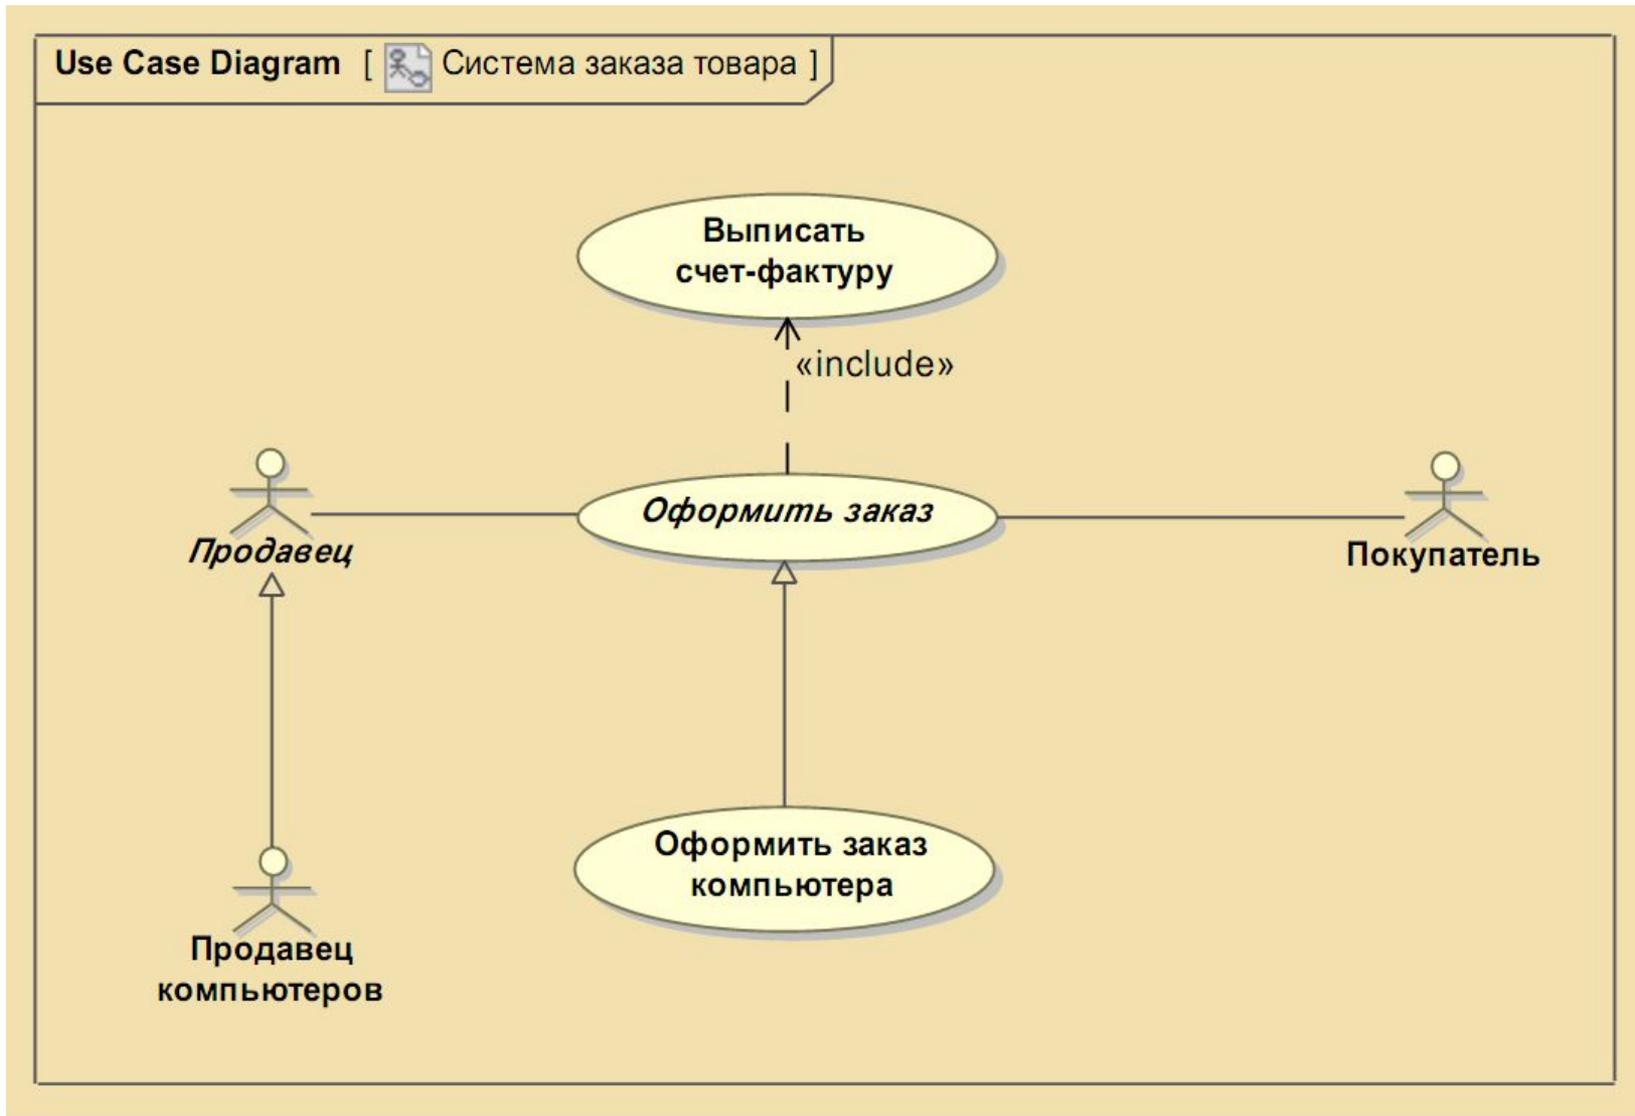 Use Case Diagram [ Система заказа товара ]
Выписать
счет-фактуру
«include»
Оформить заказ
Продавец
Покупатель
Оформить заказ
компьютера
Продавец
компьютеров